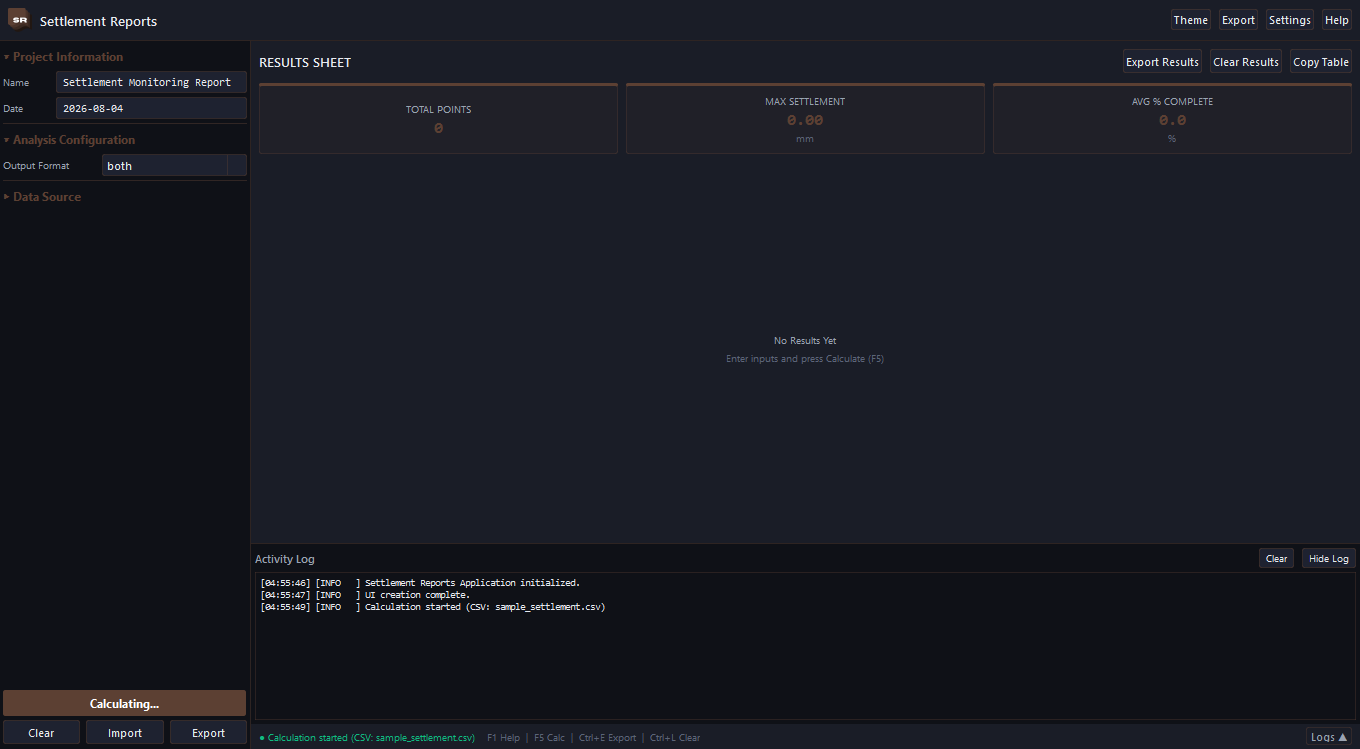 SR Settlement Reports Theme Export Settings Help
▾ Project Information
Name Settlement Monitoring Report
Date 2026-08-04
▾ Analysis Configuration
Output Format both
▸ Data Source
Calculating...
Clear Import Export
RESULTS SHEET Export Results Clear Results Copy Table
TOTAL POINTS
0
MAX SETTLEMENT
0.00
mm
AVG % COMPLETE
0.0
%
No Results Yet
Enter inputs and press Calculate (F5)
Activity Log Clear Hide Log
[04:55:46] [INFO ] Settlement Reports Application initialized.
[04:55:47] [INFO ] UI creation complete.
[04:55:49] [INFO ] Calculation started (CSV: sample_settlement.csv)
● Calculation started (CSV: sample_settlement.csv) F1 Help | F5 Calc | Ctrl+E Export | Ctrl+L Clear Logs ▲